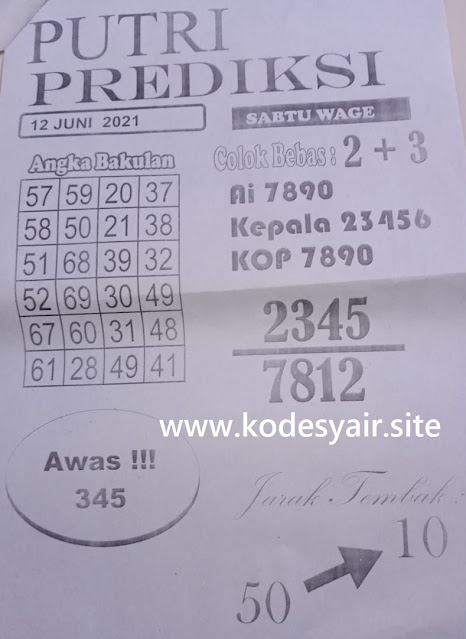 PUTRI
PREDIKSI
12 JUNI 2021
SABTU WAGE
Angka Bakulan
57 59 20 37
58 50 21 38
51 68 39 32
52 69 30 49
67 60 31 48
61 28 49 41
Colok Bebas : 2 + 3
Ai 7890
Kepala 23456
KOP 7890
2345
7812
www.kodesyair.site
Awas !!!
345
Jarak Tembak :
50 10